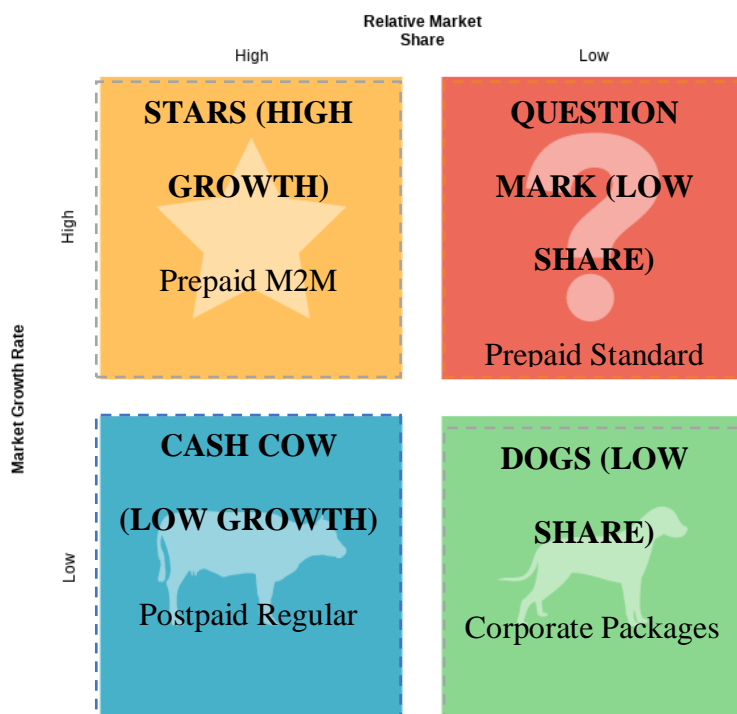 Relative Market
Share
High
Low
STARS (HIGH
GROWTH)
Prepaid M2M
QUESTION
MARK (LOW
SHARE)
Prepaid Standard
High
Market Growth Rate
CASH COW
(LOW GROWTH)
Postpaid Regular
DOGS (LOW
SHARE)
Corporate Packages
Low